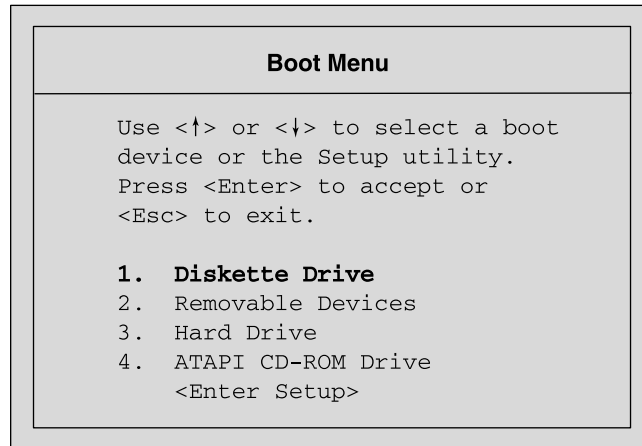 Boot Menu
Use <↑> or <↓> to select a boot
device or the Setup utility.
Press <Enter> to accept or
<Esc> to exit.
1. Diskette Drive
2. Removable Devices
3. Hard Drive
4. ATAPI CD-ROM Drive
<Enter Setup>